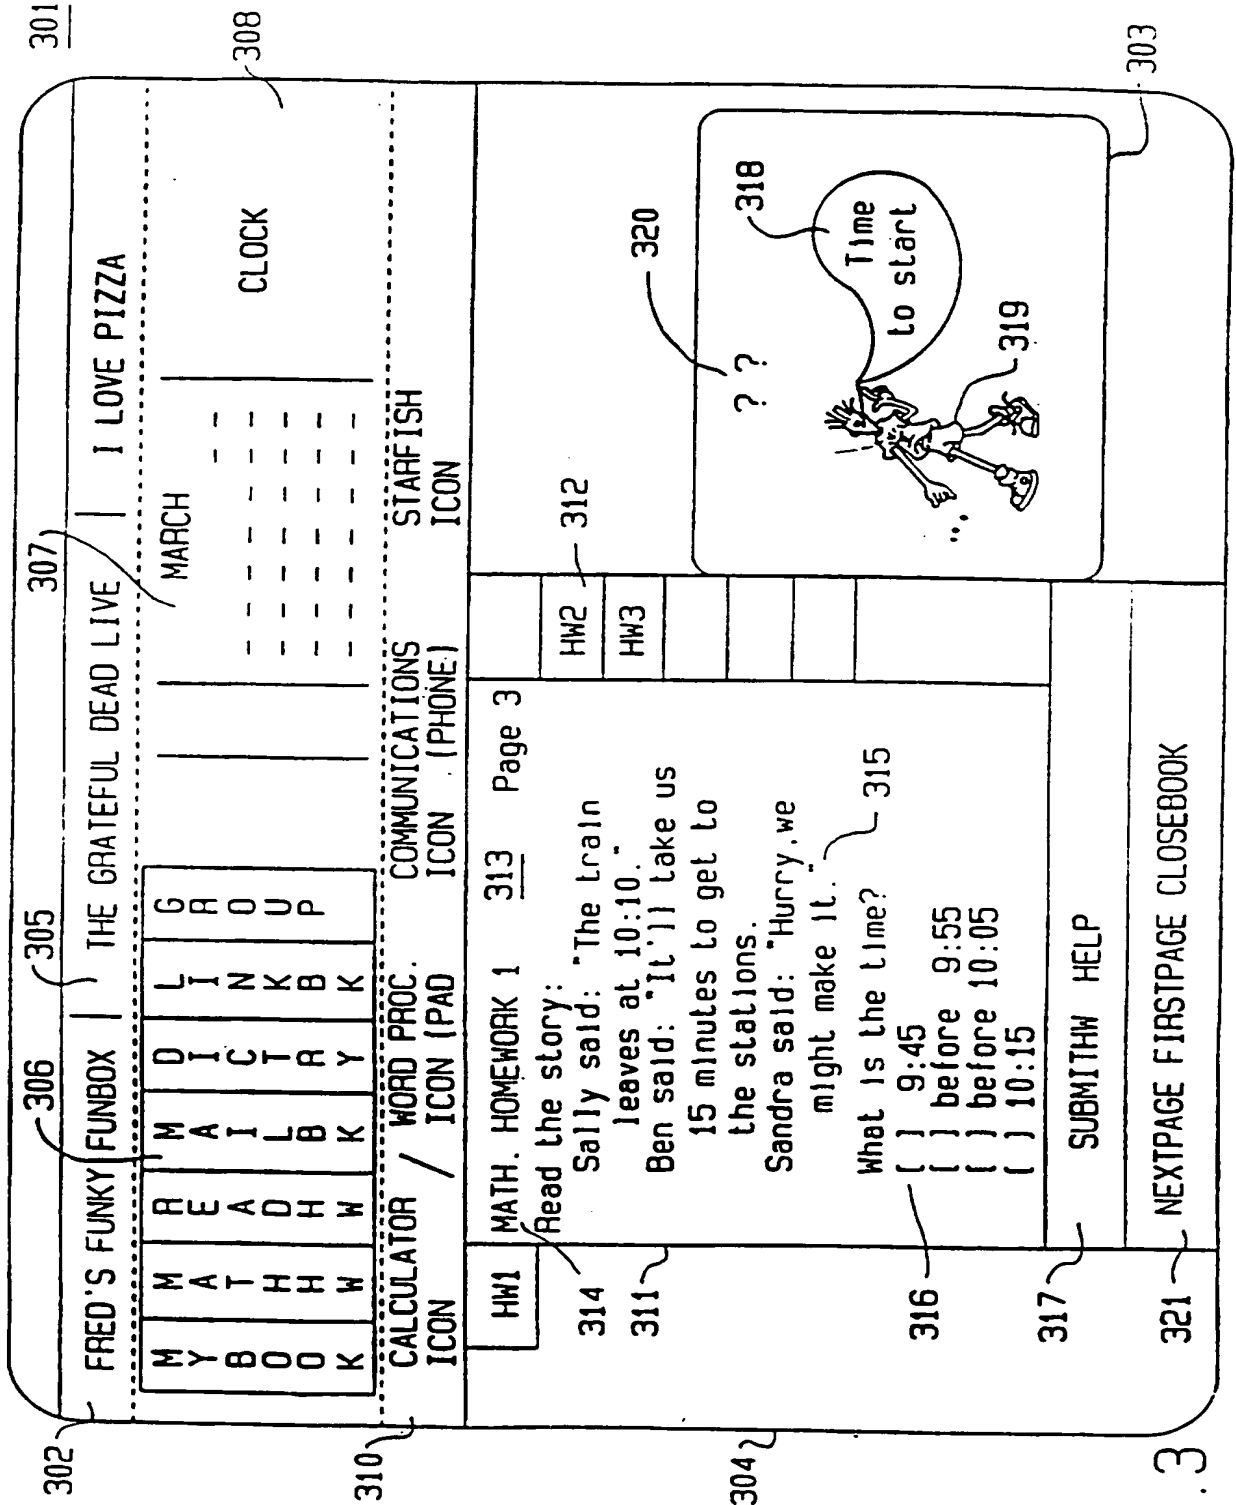 301
307
305
306
308
302
FRED'S FUNKY FUNBOX | THE GRATEFUL DEAD LIVE | I LOVE PIZZA
M M R M D L G
Y A E A I I R
B T A I C N O
O H D L T K U
O H H B R B P
K W W K Y K
MARCH
CLOCK
310
CALCULATOR / WORD PROC. COMMUNICATIONS STARFISH
ICON / ICON (PAD ICON (PHONE) ICON
HW1
MATH. HOMEWORK 1 313 Page 3
Read the story:
Sally said: "The train
leaves at 10:10."
Ben said: "It'll take us
15 minutes to get to
the stations.
Sandra said: "Hurry, we
might make it."
What is the time?
[ ] 9:45
[ ] before 9:55
[ ] before 10:05
[ ] 10:15
HW2
HW3
312
314
311
315
316
320
? ?
318
Time
to start
319
...
303
304
317
SUBMITHW HELP
321
NEXTPAGE FIRSTPAGE CLOSEBOOK
. 3